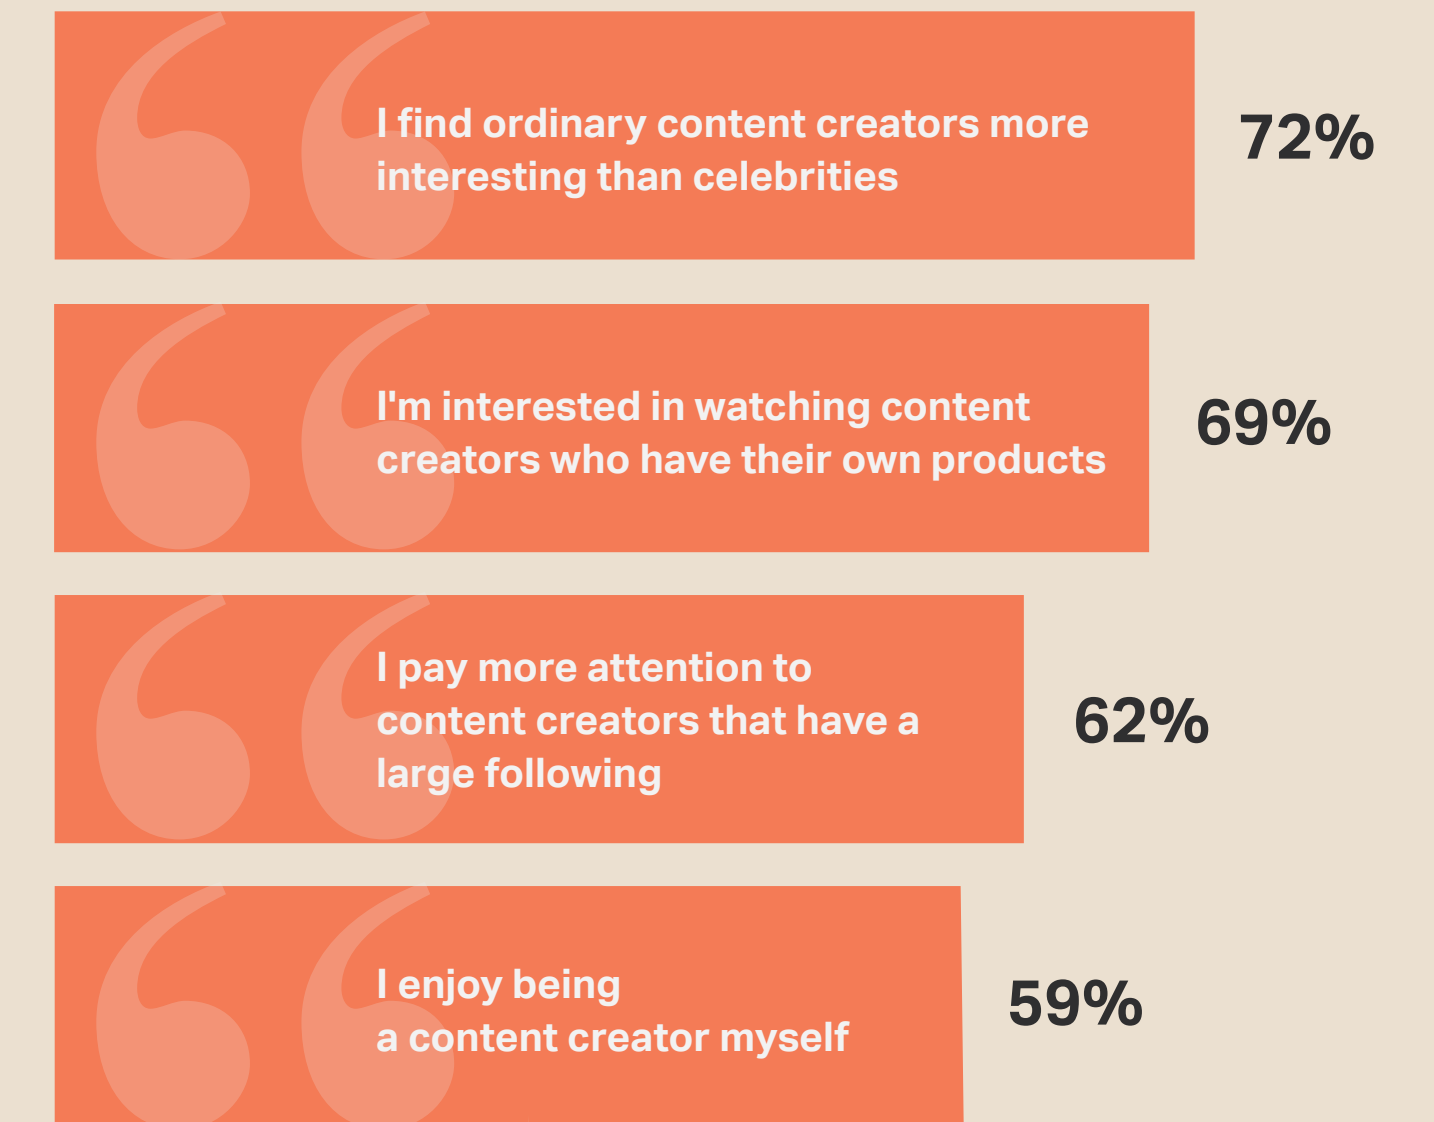 I find ordinary content creators more
interesting than celebrities
72%
I'm interested in watching content
creators who have their own products
69%
I pay more attention to
content creators that have a
large following
62%
I enjoy being
a content creator myself
59%